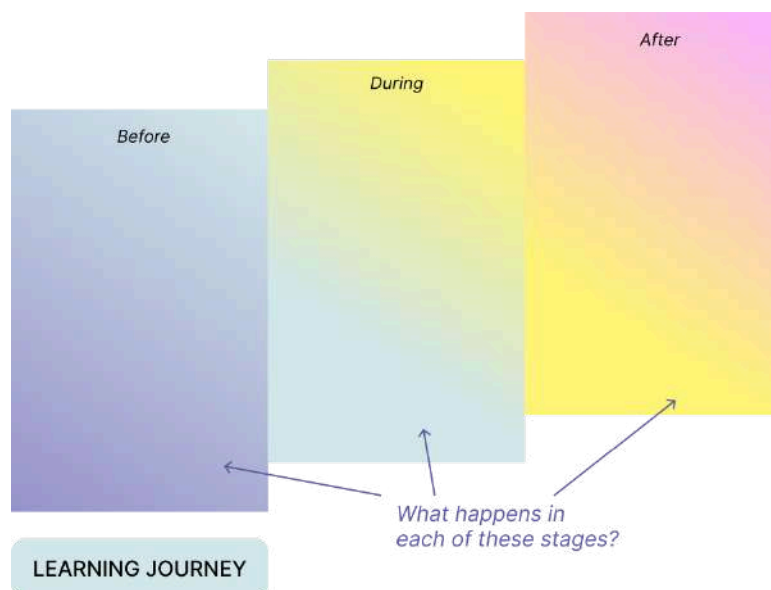 Before
During
After
What happens in
each of these stages?
LEARNING JOURNEY